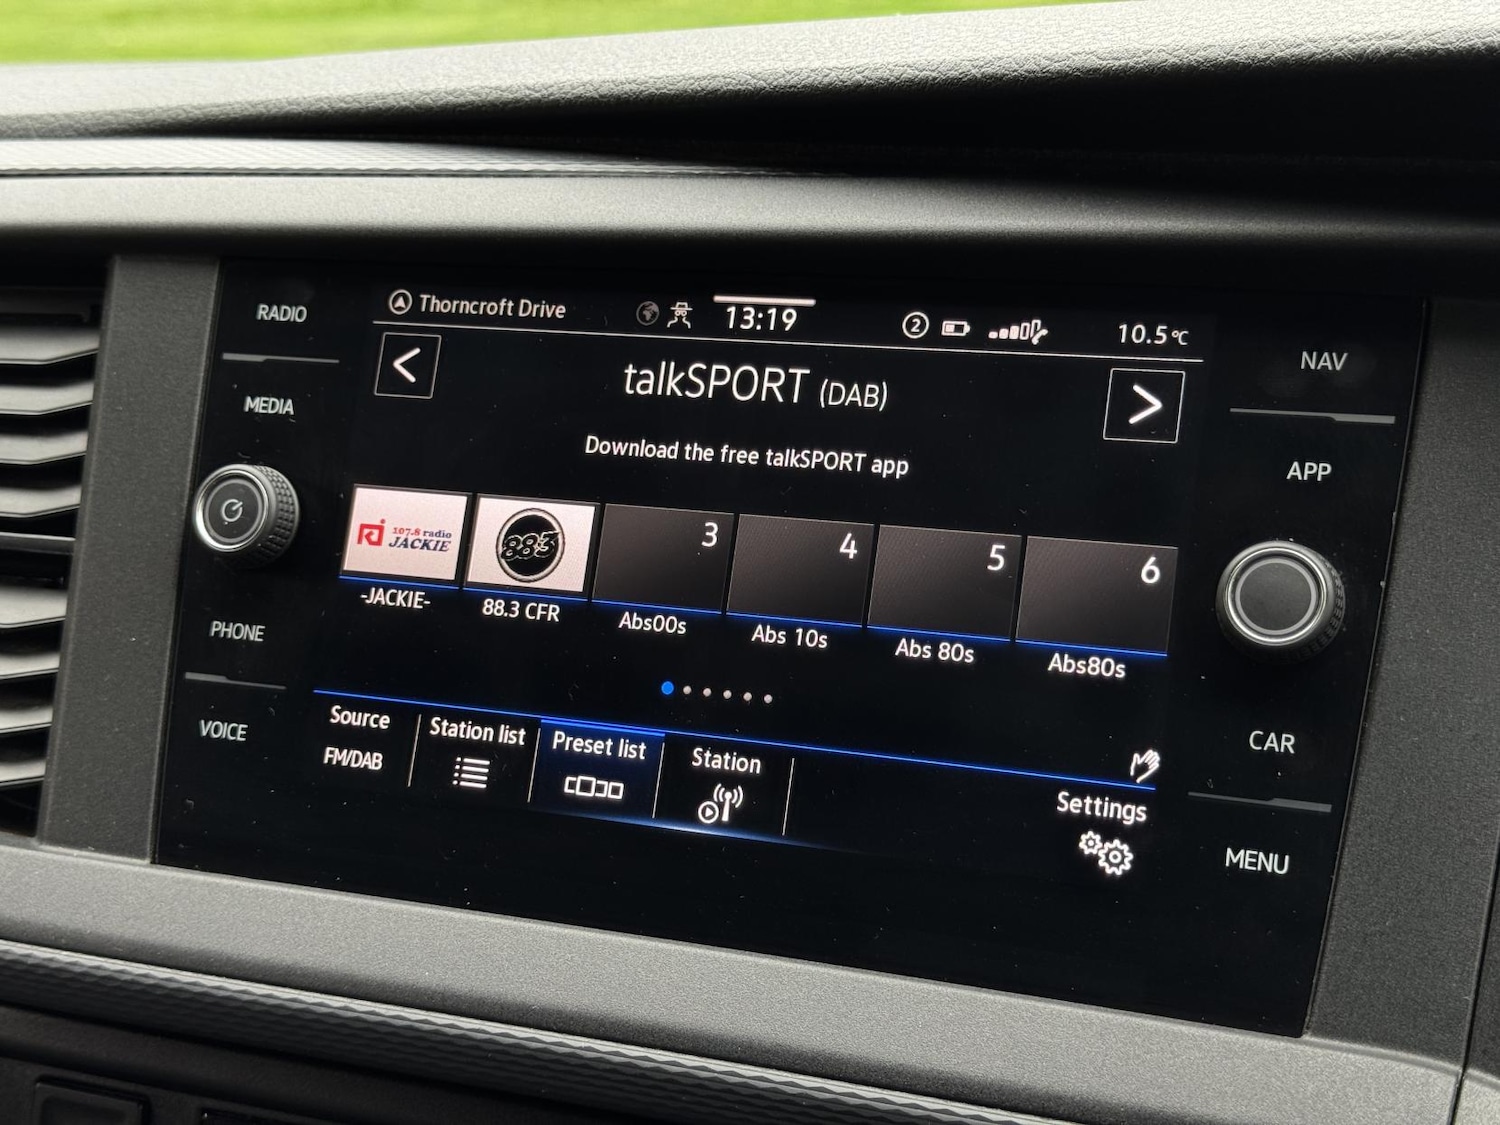 RADIO
MEDIA
PHONE
VOICE
Thorncroft Drive
13:19
2
10.5°C
talkSPORT (DAB)
Download the free talkSPORT app
RJ 107.8 radio
JACKIE
883
3
4
5
6
-JACKIE-
88.3 CFR
Abs00s
Abs 10s
Abs 80s
Abs80s
Source
FM/DAB
Station list
Preset list
Station
Settings
NAV
APP
CAR
MENU